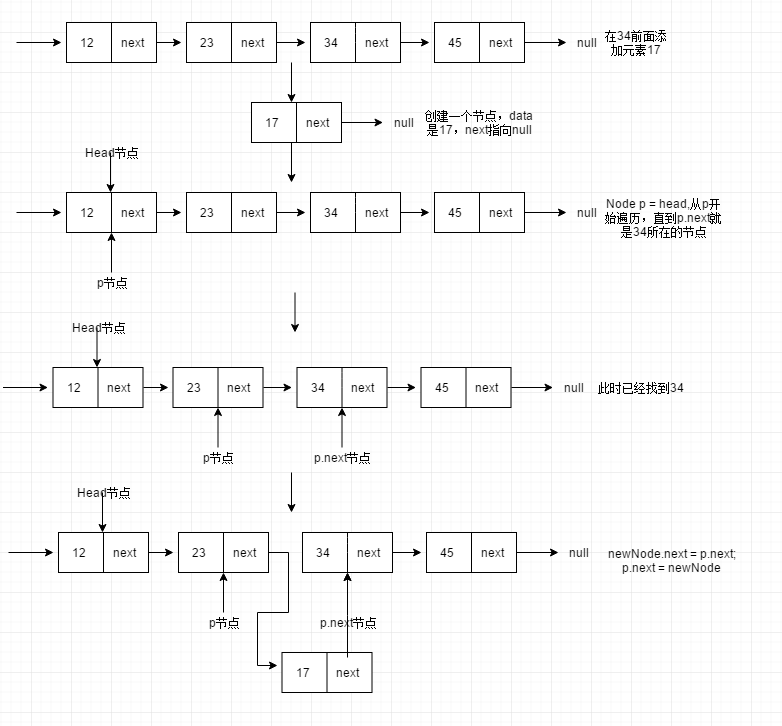 12 next 23 next 34 next 45 next null 在34前面添
加元素17
17 next null 创建一个节点，data
是17，next指向null
Head节点
12 next 23 next 34 next 45 next null Node p = head,从p开
始遍历，直到p.next就
是34所在的节点
p节点
Head节点
12 next 23 next 34 next 45 next null 此时已经找到34
p节点 p.next节点
Head节点
12 next 23 next 34 next 45 next null newNode.next = p.next;
p.next = newNode
p节点 p.next节点
17 next